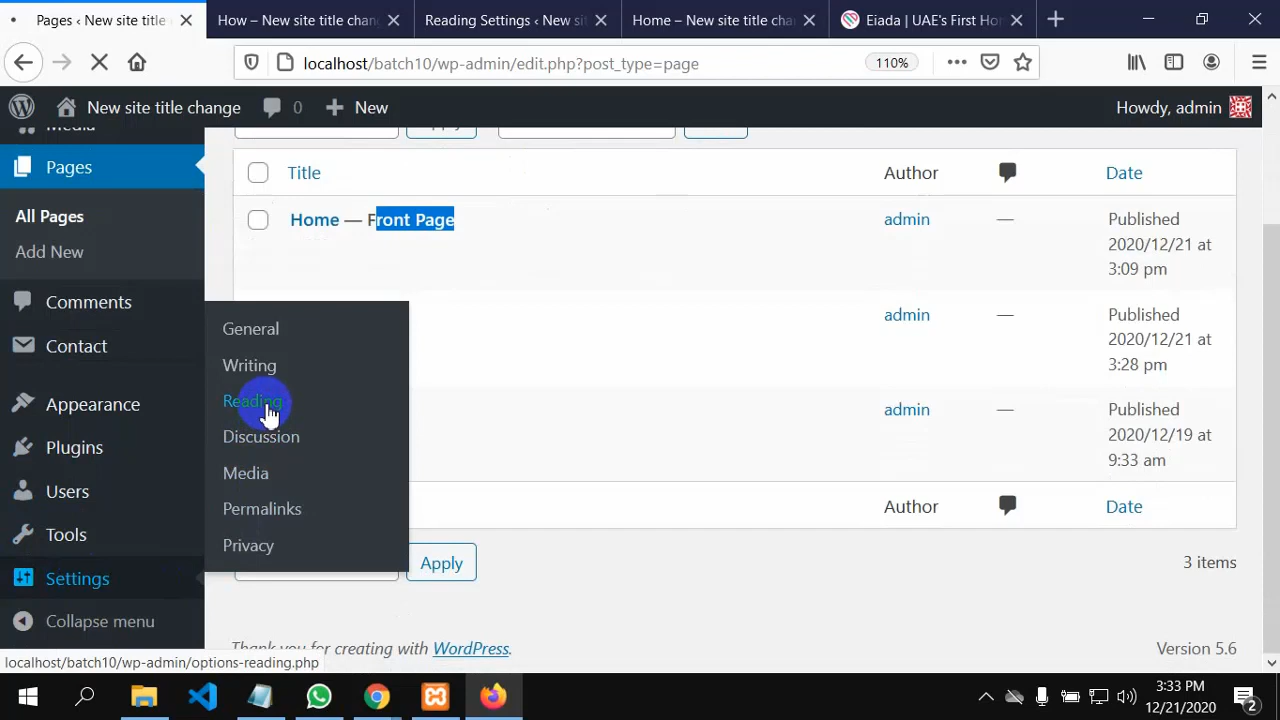 Pages ‹ New site title
How – New site title chan
Reading Settings ‹ New sit
Home – New site title cha
Eiada | UAE's First Ho
localhost/batch10/wp-admin/edit.php?post_type=page
110%
New site title change
0
New
Howdy, admin
Media
Apply
Pages
All Pages
Add New
Comments
Contact
Appearance
Plugins
Users
Tools
Settings
Collapse menu
General
Writing
Reading
Discussion
Media
Permalinks
Privacy
Title
Author
Date
Home — Front Page
admin
—
Published
2020/12/21 at
3:09 pm
admin
—
Published
2020/12/21 at
3:28 pm
admin
—
Published
2020/12/19 at
9:33 am
Author
Date
Apply
3 items
Thank you for creating with WordPress.
Version 5.6
localhost/batch10/wp-admin/options-reading.php
3:33 PM
12/21/2020
2